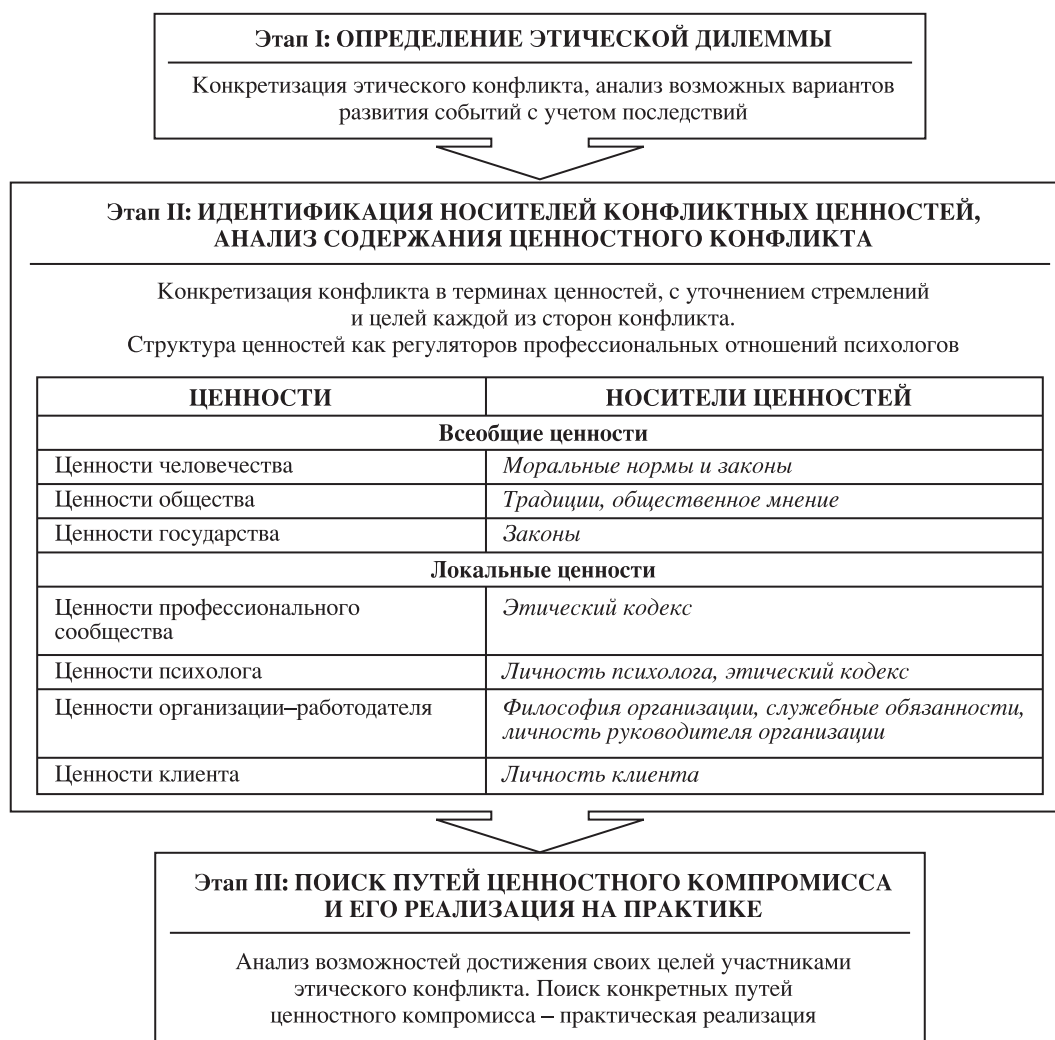 Этап I: ОПРЕДЕЛЕНИЕ ЭТИЧЕСКОЙ ДИЛЕММЫ
Конкретизация этического конфликта, анализ возможных вариантов
развития событий с учетом последствий
Этап II: ИДЕНТИФИКАЦИЯ НОСИТЕЛЕЙ КОНФЛИКТНЫХ ЦЕННОСТЕЙ,
АНАЛИЗ СОДЕРЖАНИЯ ЦЕННОСТНОГО КОНФЛИКТА
Конкретизация конфликта в терминах ценностей, с уточнением стремлений
и целей каждой из сторон конфликта.
Структура ценностей как регуляторов профессиональных отношений психологов
ЦЕННОСТИ НОСИТЕЛИ ЦЕННОСТЕЙ
Всеобщие ценности
Ценности человечества Моральные нормы и законы
Ценности общества Традиции, общественное мнение
Ценности государства Законы
Локальные ценности
Ценности профессионального
сообщества
Этический кодекс
Ценности психолога Личность психолога, этический кодекс
Ценности организации–работодателя Философия организации, служебные обязанности,
личность руководителя организации
Ценности клиента Личность клиента
Этап III: ПОИСК ПУТЕЙ ЦЕННОСТНОГО КОМПРОМИССА
И ЕГО РЕАЛИЗАЦИЯ НА ПРАКТИКЕ
Анализ возможностей достижения своих целей участниками
этического конфликта. Поиск конкретных путей
ценностного компромисса – практическая реализация